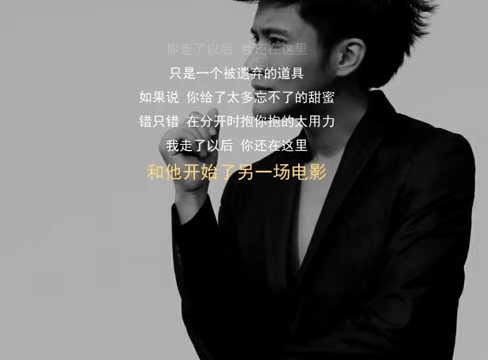 你走了以后 我还在这里
只是一个被遗弃的道具
如果说 你给了太多忘不了的甜蜜
错只错 在分开时抱你抱的太用力
我走了以后 你还在这里
和他开始了另一场电影